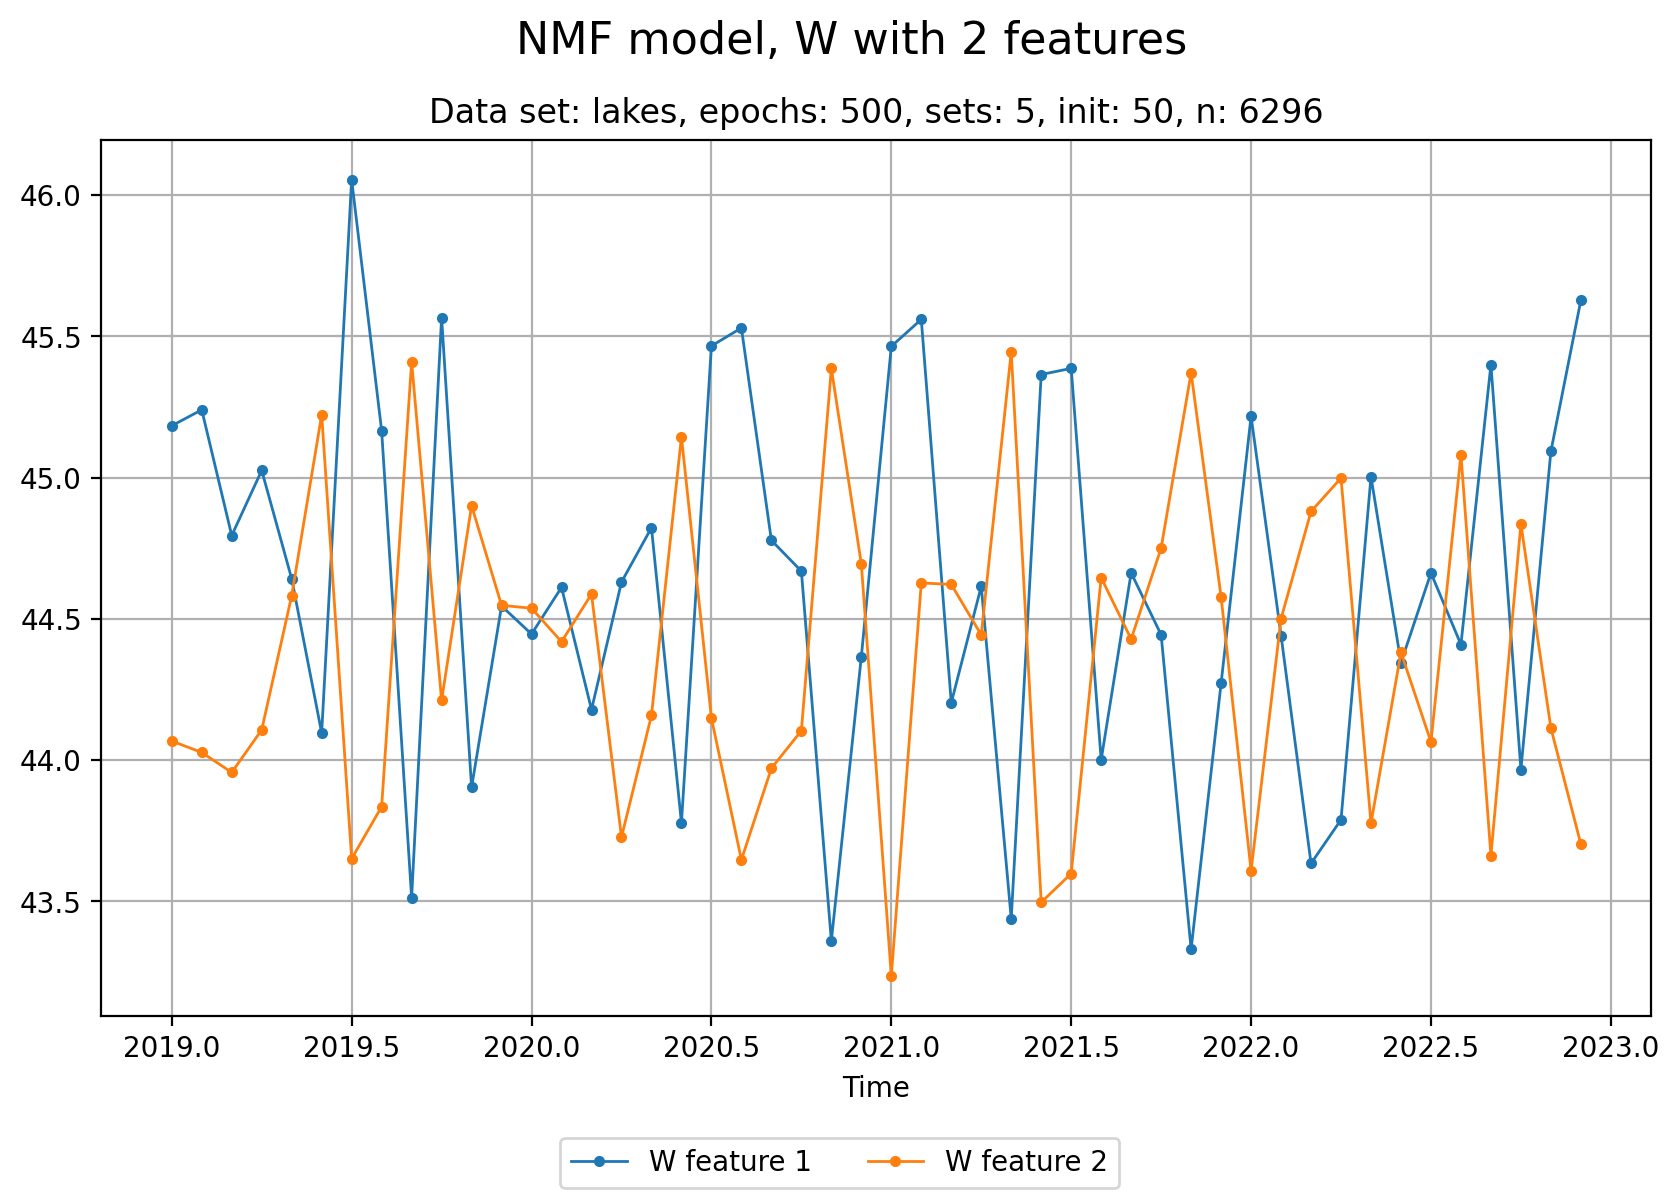 NMF model, W with 2 features
Data set: lakes, epochs: 500, sets: 5, init: 50, n: 6296
46.0
45.5
45.0
44.5
44.0
43.5
2019.0 2019.5 2020.0 2020.5 2021.0 2021.5 2022.0 2022.5 2023.0
Time
W feature 1 W feature 2